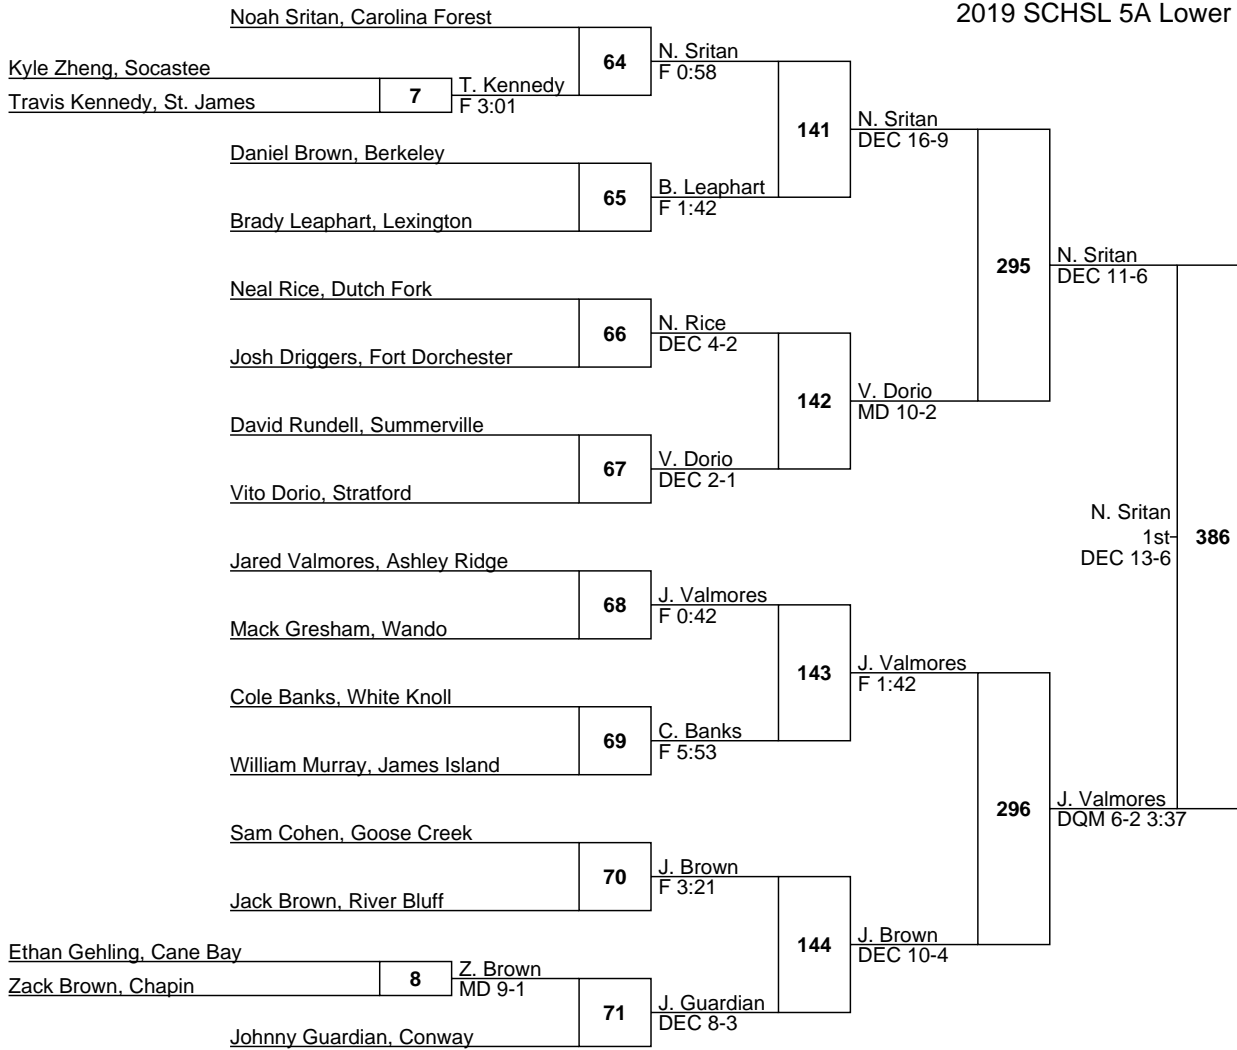 2019 SCHSL 5A Lower
Noah Sritan, Carolina Forest
64
N. Sritan
F 0:58
Kyle Zheng, Socastee
7
T. Kennedy
F 3:01
Travis Kennedy, St. James
141
N. Sritan
DEC 16-9
Daniel Brown, Berkeley
65
B. Leaphart
F 1:42
Brady Leaphart, Lexington
295
N. Sritan
DEC 11-6
Neal Rice, Dutch Fork
66
N. Rice
DEC 4-2
Josh Driggers, Fort Dorchester
142
V. Dorio
MD 10-2
David Rundell, Summerville
67
V. Dorio
DEC 2-1
Vito Dorio, Stratford
N. Sritan
1st
DEC 13-6
386
Jared Valmores, Ashley Ridge
68
J. Valmores
F 0:42
Mack Gresham, Wando
143
J. Valmores
F 1:42
Cole Banks, White Knoll
69
C. Banks
F 5:53
William Murray, James Island
296
J. Valmores
DQM 6-2 3:37
Sam Cohen, Goose Creek
70
J. Brown
F 3:21
Jack Brown, River Bluff
144
J. Brown
DEC 10-4
Ethan Gehling, Cane Bay
8
Z. Brown
MD 9-1
Zack Brown, Chapin
71
J. Guardian
DEC 8-3
Johnny Guardian, Conway